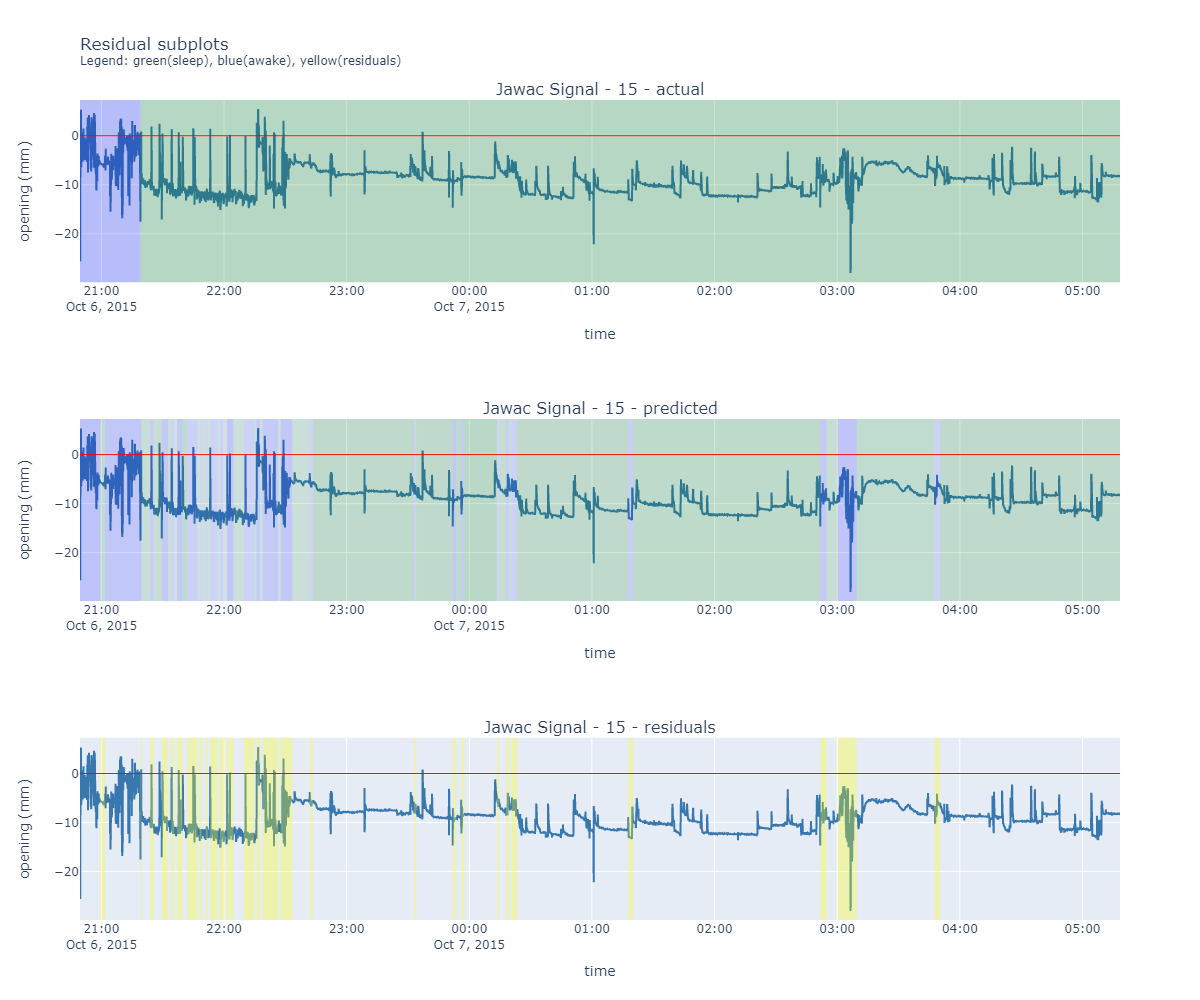 Residual subplots
Legend: green(sleep), blue(awake), yellow(residuals)
Jawac Signal - 15 - actual
opening (mm)
0
−10
−20
21:00 22:00 23:00 00:00 01:00 02:00 03:00 04:00 05:00
Oct 6, 2015 Oct 7, 2015
time
Jawac Signal - 15 - predicted
opening (mm)
0
−10
−20
21:00 22:00 23:00 00:00 01:00 02:00 03:00 04:00 05:00
Oct 6, 2015 Oct 7, 2015
time
Jawac Signal - 15 - residuals
opening (mm)
0
−10
−20
21:00 22:00 23:00 00:00 01:00 02:00 03:00 04:00 05:00
Oct 6, 2015 Oct 7, 2015
time